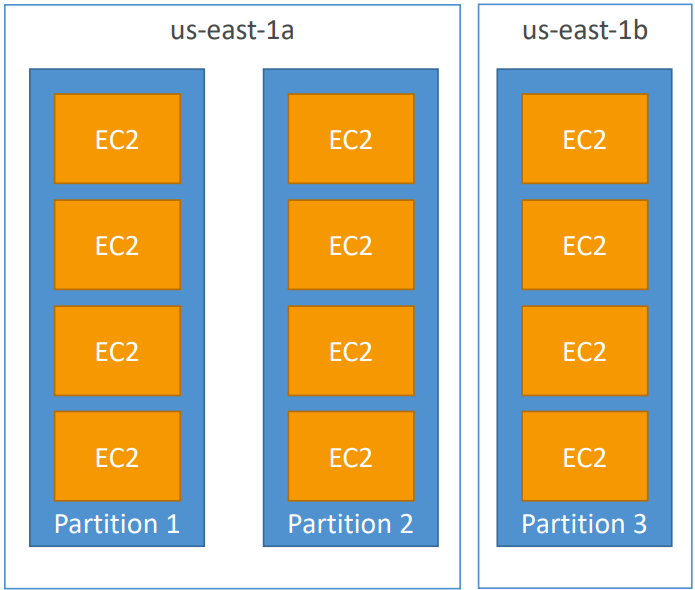 us-east-1a
us-east-1b
EC2
EC2
EC2
EC2
Partition 1
EC2
EC2
EC2
EC2
Partition 2
EC2
EC2
EC2
EC2
Partition 3